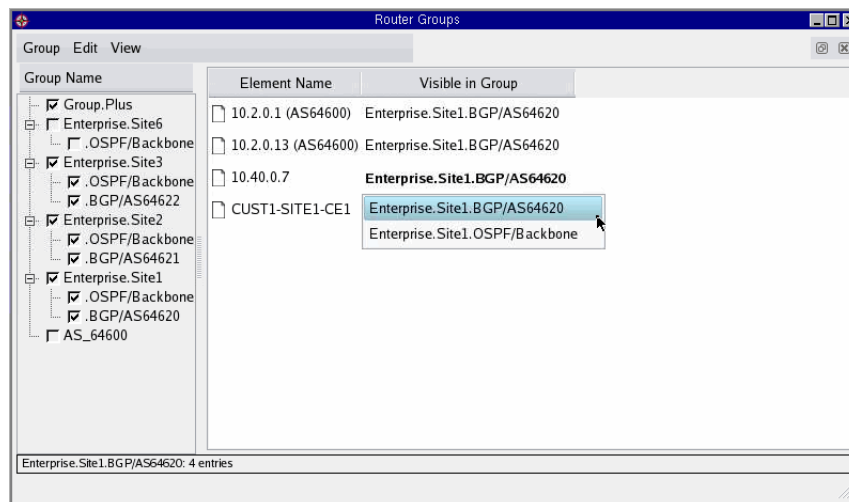 Router Groups
Group Edit View
Group Name
Group.Plus
Enterprise.Site6
.OSPF/Backbone
Enterprise.Site3
.OSPF/Backbone
.BGP/AS64622
Enterprise.Site2
.OSPF/Backbone
.BGP/AS64621
Enterprise.Site1
.OSPF/Backbone
.BGP/AS64620
AS_64600
Element Name Visible in Group
10.2.0.1 (AS64600) Enterprise.Site1.BGP/AS64620
10.2.0.13 (AS64600) Enterprise.Site1.BGP/AS64620
10.40.0.7 Enterprise.Site1.BGP/AS64620
CUST1-SITE1-CE1 Enterprise.Site1.BGP/AS64620
Enterprise.Site1.OSPF/Backbone
Enterprise.Site1.BGP/AS64620: 4 entries